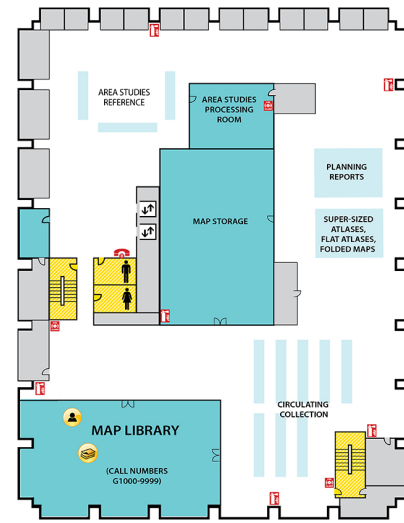 AREA STUDIES
REFERENCE
AREA STUDIES
PROCESSING
ROOM
PLANNING
REPORTS
MAP STORAGE
SUPER-SIZED
ATLASES,
FLAT ATLASES,
FOLDED MAPS
CIRCULATING
COLLECTION
MAP LIBRARY
(CALL NUMBERS
G1000-9999)